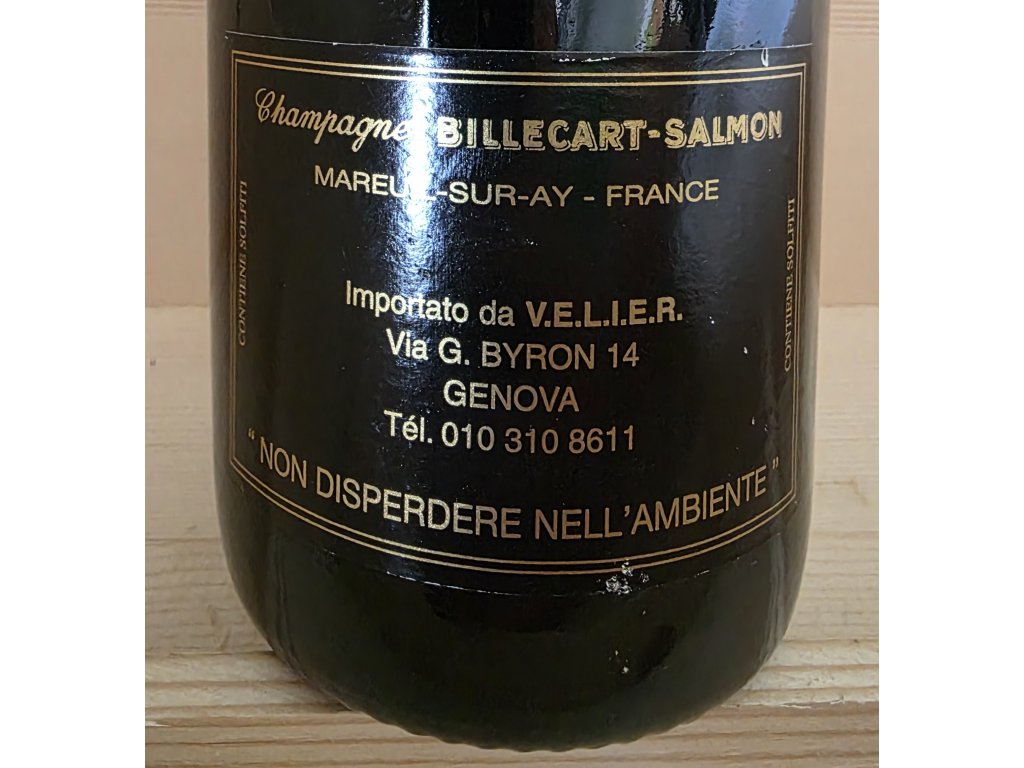 Champagne BILLECART-SALMON
MAREUIL-SUR-AY - FRANCE
CONTIENE SOLFITI
CONTIENE SOLFITI
Importato da V.E.L.I.E.R.
Via G. BYRON 14
GENOVA
Tél. 010 310 8611
" NON DISPERDERE NELL'AMBIENTE "